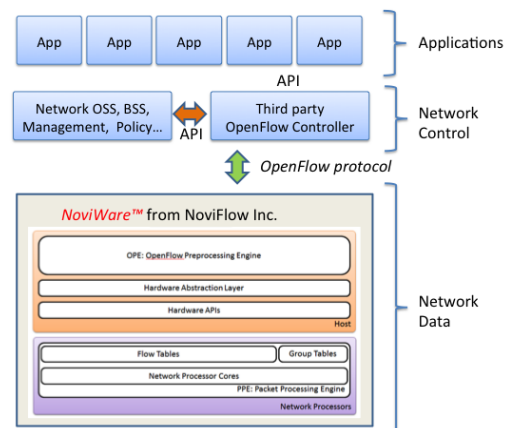 App App App App App
Applications
API
Network OSS, BSS,
Management, Policy...
API
Third party
OpenFlow Controller
Network
Control
OpenFlow protocol
NoviWare™ from NoviFlow Inc.
OPE: OpenFlow Preprocessing Engine
Hardware Abstraction Layer
Hardware APIs
Host
Network
Data
Flow Tables
Group Tables
Network Processor Cores
PPE: Packet Processing Engine
Network Processors